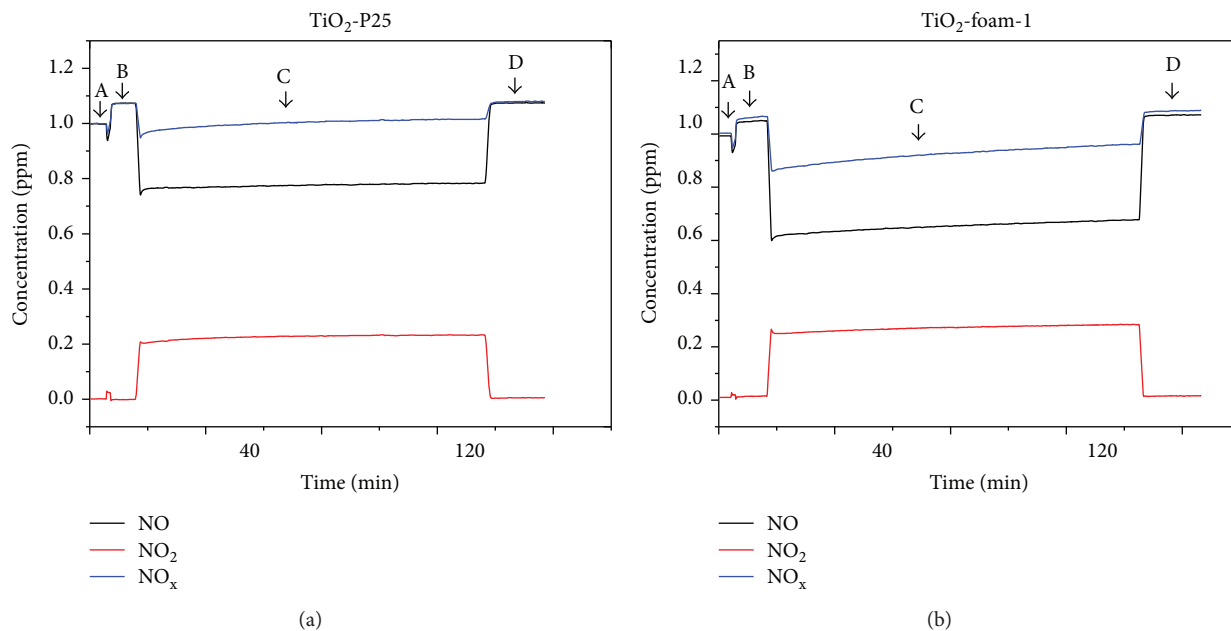 TiO₂-P25
1.2
1.0
0.8
0.6
0.4
0.2
0.0
Concentration (ppm)
A
B
C
D
40
120
Time (min)
NO
NO₂
NOₓ
(a)
TiO₂-foam-1
1.2
1.0
0.8
0.6
0.4
0.2
0.0
Concentration (ppm)
A
B
C
D
40
120
Time (min)
NO
NO₂
NOₓ
(b)